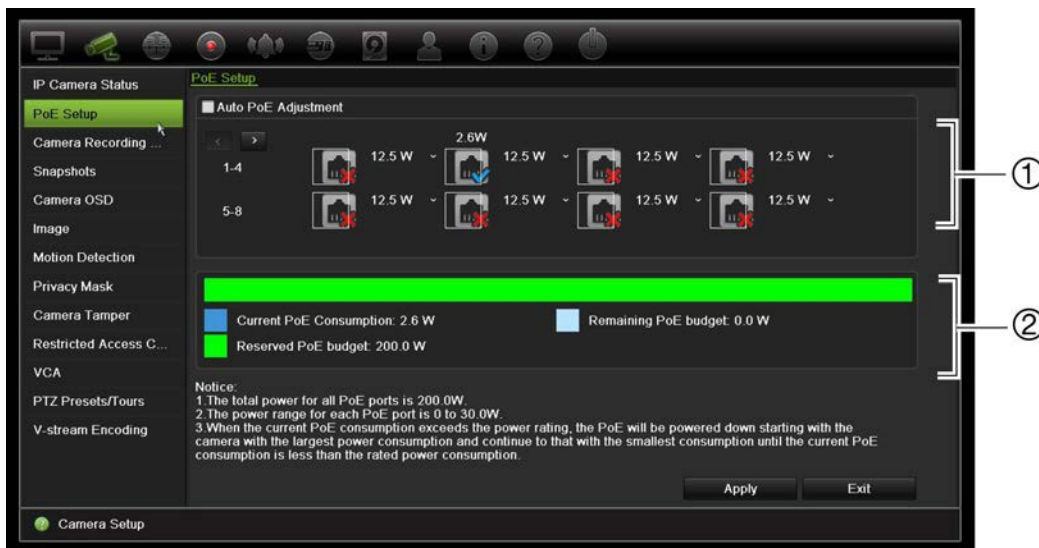 IP Camera Status
PoE Setup
Camera Recording ...
Snapshots
Camera OSD
Image
Motion Detection
Privacy Mask
Camera Tamper
Restricted Access C...
VCA
PTZ Presets/Tours
V-stream Encoding
PoE Setup
Auto PoE Adjustment
< >
2.6W
1-4 12.5 W 12.5 W 12.5 W 12.5 W
5-8 12.5 W 12.5 W 12.5 W 12.5 W
①
Current PoE Consumption: 2.6 W Remaining PoE budget: 0.0 W
Reserved PoE budget: 200.0 W
②
Notice:
1.The total power for all PoE ports is 200.0W.
2.The power range for each PoE port is 0 to 30.0W.
3.When the current PoE consumption exceeds the power rating, the PoE will be powered down starting with the
camera with the largest power consumption and continue to that with the smallest consumption until the current PoE
consumption is less than the rated power consumption.
Apply Exit
? Camera Setup